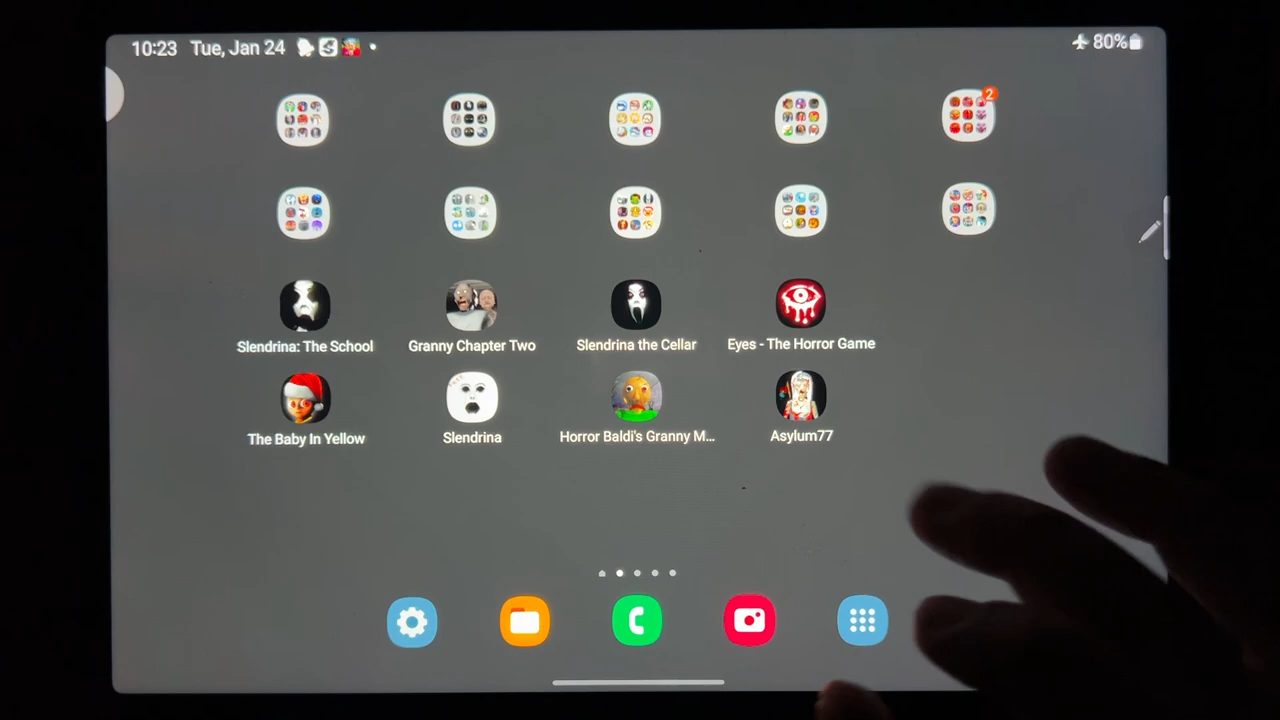 10:23 Tue, Jan 24
80%
2
Slendrina: The School
Granny Chapter Two
Slendrina the Cellar
Eyes - The Horror Game
The Baby In Yellow
Slendrina
Horror Baldi's Granny M...
Asylum77